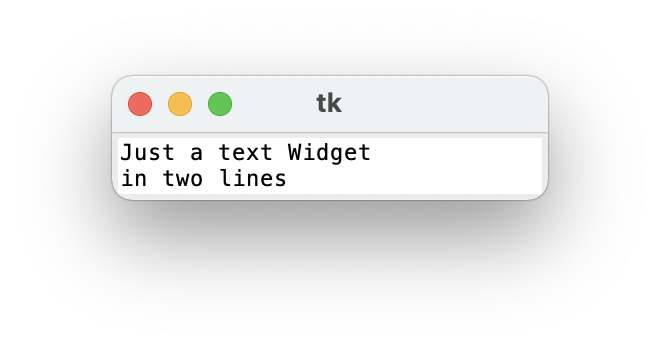 tk
Just a text Widget
in two lines